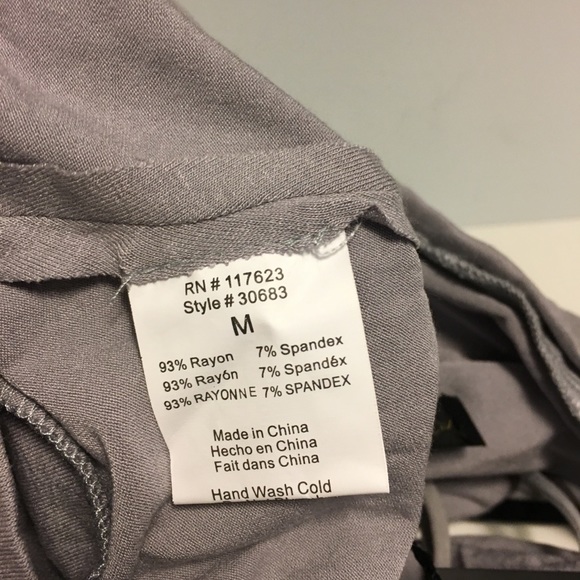 RN # 117623
Style # 30683
M
93% Rayon 7% Spandex
93% Rayón 7% Spandéx
93% RAYONNE 7% SPANDEX
Made in China
Hecho en China
Fait dans China
Hand Wash Cold